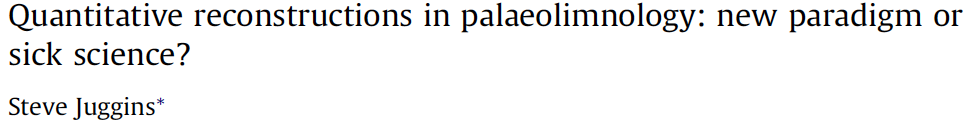 Quantitative reconstructions in palaeolimnology: new paradigm or
sick science?
Steve Juggins*